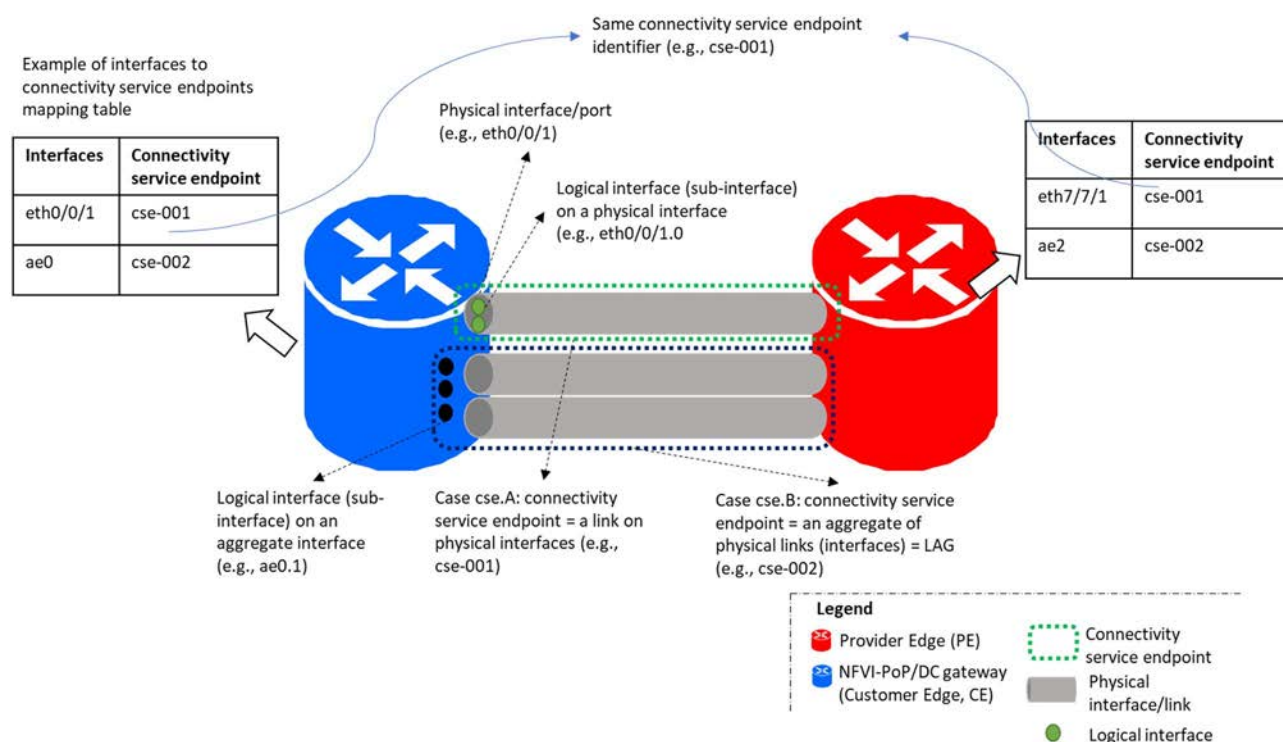 Same connectivity service endpoint
identifier (e.g., cse-001)
Example of interfaces to
connectivity service endpoints
mapping table
Interfaces Connectivity
service endpoint
eth0/0/1 cse-001
ae0 cse-002
Physical interface/port
(e.g., eth0/0/1)
Logical interface (sub-interface)
on a physical interface
(e.g., eth0/0/1.0
Interfaces Connectivity
service endpoint
eth7/7/1 cse-001
ae2 cse-002
Logical interface (sub-
interface) on an
aggregate interface
(e.g., ae0.1)
Case cse.A: connectivity
service endpoint = a link on
physical interfaces (e.g.,
cse-001)
Case cse.B: connectivity service
endpoint = an aggregate of
physical links (interfaces) = LAG
(e.g., cse-002)
Legend
Provider Edge (PE)
NFVI-PoP/DC gateway
(Customer Edge, CE)
Connectivity
service endpoint
Physical
interface/link
Logical interface